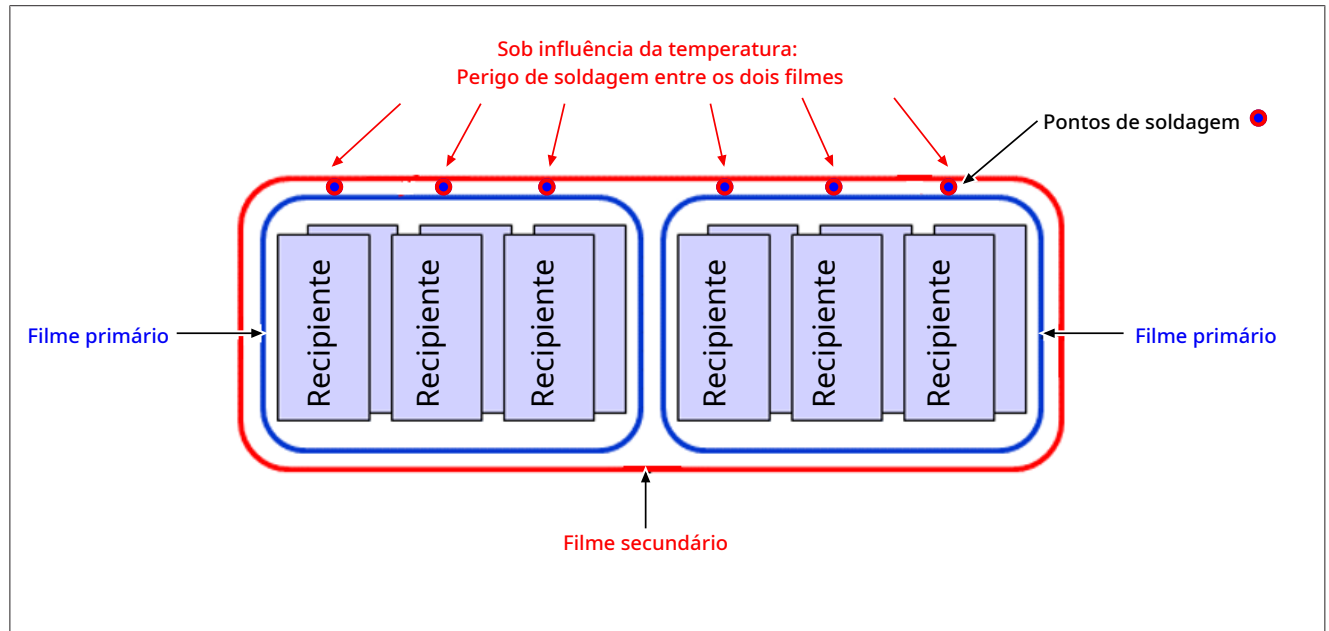 Sob influência da temperatura:
Perigo de soldagem entre os dois filmes
Pontos de soldagem
Recipiente
Recipiente
Recipiente
Recipiente
Recipiente
Recipiente
Filme primário
Filme primário
Filme secundário